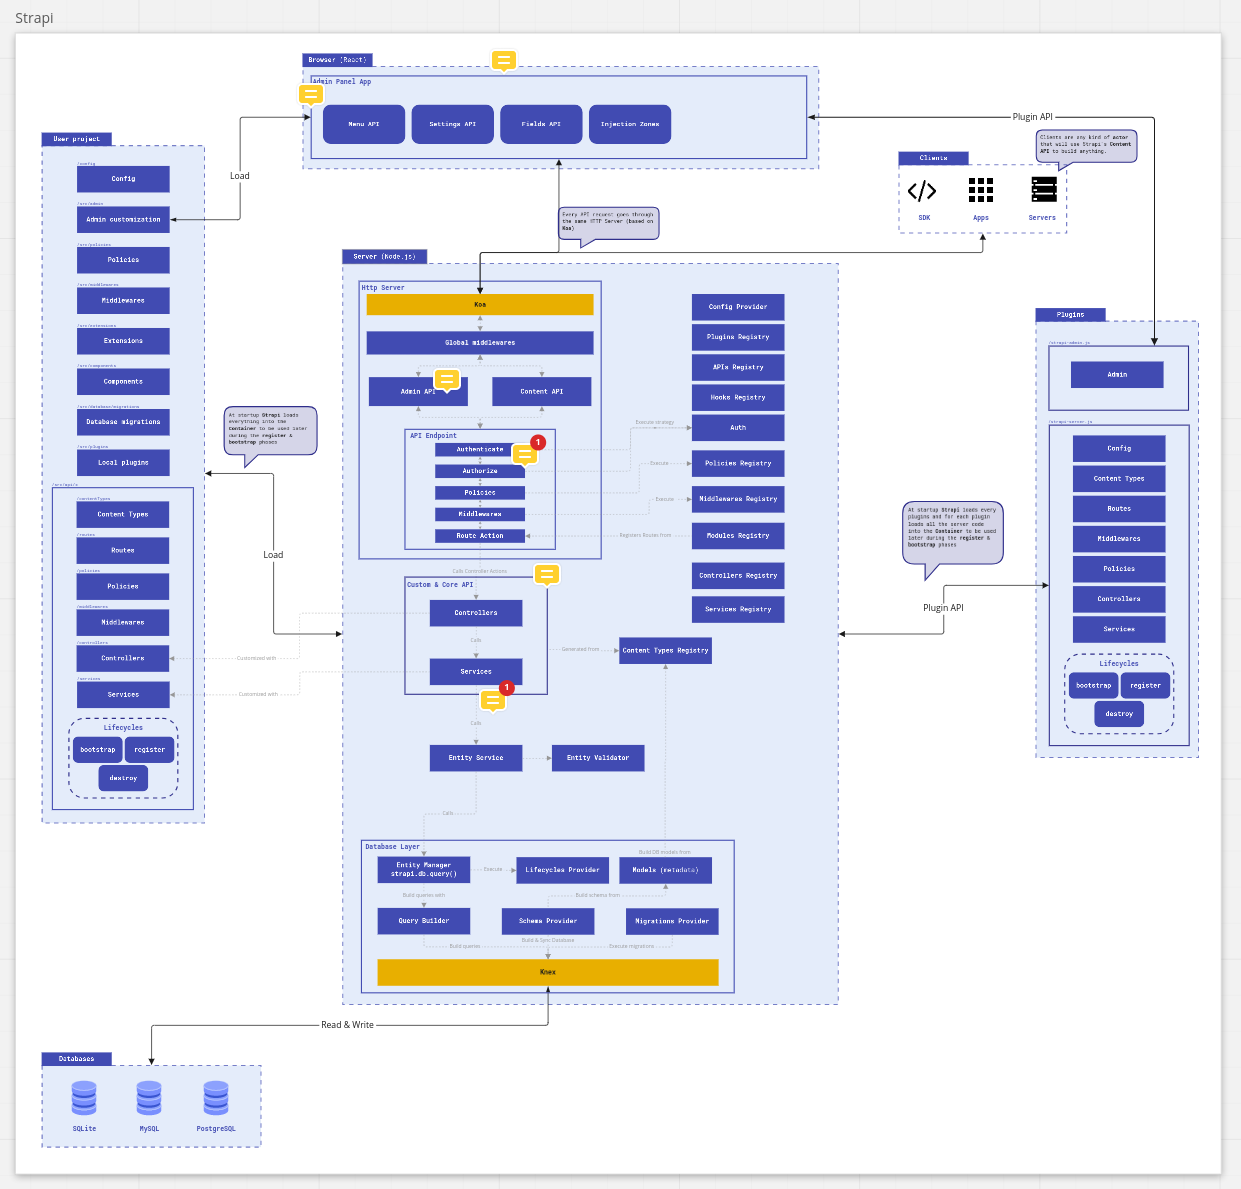 Strapi
Browser (React)
Admin Panel App
Menu API
Settings API
Fields API
Injection Zones
Plugin API
Clients are any kind of actor
that will use Strapi's Content
API to build anything.
Clients
SDK
Apps
Servers
Load
Every API request goes through
the same HTTP Server (based on
Koa)
User project
/config
Config
/src/admin
Admin customization
/src/policies
Policies
/src/middlewares
Middlewares
/src/extensions
Extensions
/src/components
Components
/src/database/migrations
Database migrations
/src/plugins
Local plugins
/contentTypes
Content Types
/routes
Routes
/policies
Policies
/middlewares
Middlewares
/controllers
Controllers
/services
Services
Lifecycles
bootstrap
register
destroy
At startup Strapi loads
everything into the
Container to be used later
during the register &
bootstrap phases
Load
Customized with
Customized with
Server (Node.js)
Http Server
Koa
Global middlewares
Admin API
Content API
API Endpoint
Authenticate
1
Authorize
Policies
Middlewares
Route Action
Execute strategy
Execute
Execute
Registers Routes from
Config Provider
Plugins Registry
APIs Registry
Hooks Registry
Auth
Policies Registry
Middlewares Registry
Modules Registry
Controllers Registry
Services Registry
Content Types Registry
Calls Controller Actions
Custom & Core API
Controllers
Calls
Services
1
Generated from
Calls
Entity Service
Entity Validator
Calls
Database Layer
Build DB models from
Entity Manager
strapi.db.query()
Execute
Lifecycles Provider
Models (metadata)
Build queries with
Build schema from
Query Builder
Schema Provider
Migrations Provider
Build & Sync Database
Build queries
Execute migrations
Knex
Read & Write
Plugins
/strapi-admin.js
Admin
/strapi-server.js
Config
Content Types
Routes
Middlewares
Policies
Controllers
Services
Lifecycles
bootstrap
register
destroy
At startup Strapi loads every
plugins and for each plugin
loads all the server code
into the Container to be used
later during the register &
bootstrap phases
Plugin API
Databases
SQLite
MySQL
PostgreSQL